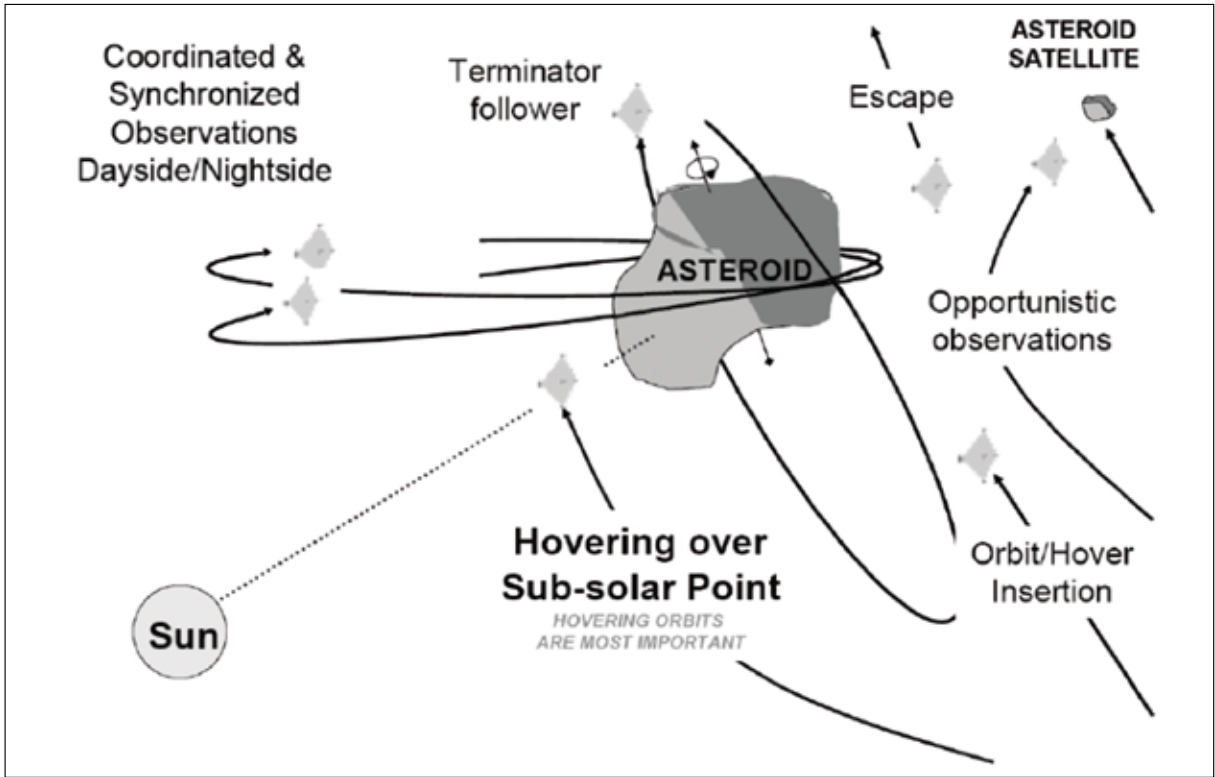 Coordinated &
Synchronized
Observations
Dayside/Nightside
Terminator
follower
Escape
ASTEROID
SATELLITE
ASTEROID
Opportunistic
observations
Hovering over
Sub-solar Point
HOVERING ORBITS
ARE MOST IMPORTANT
Orbit/Hover
Insertion
Sun